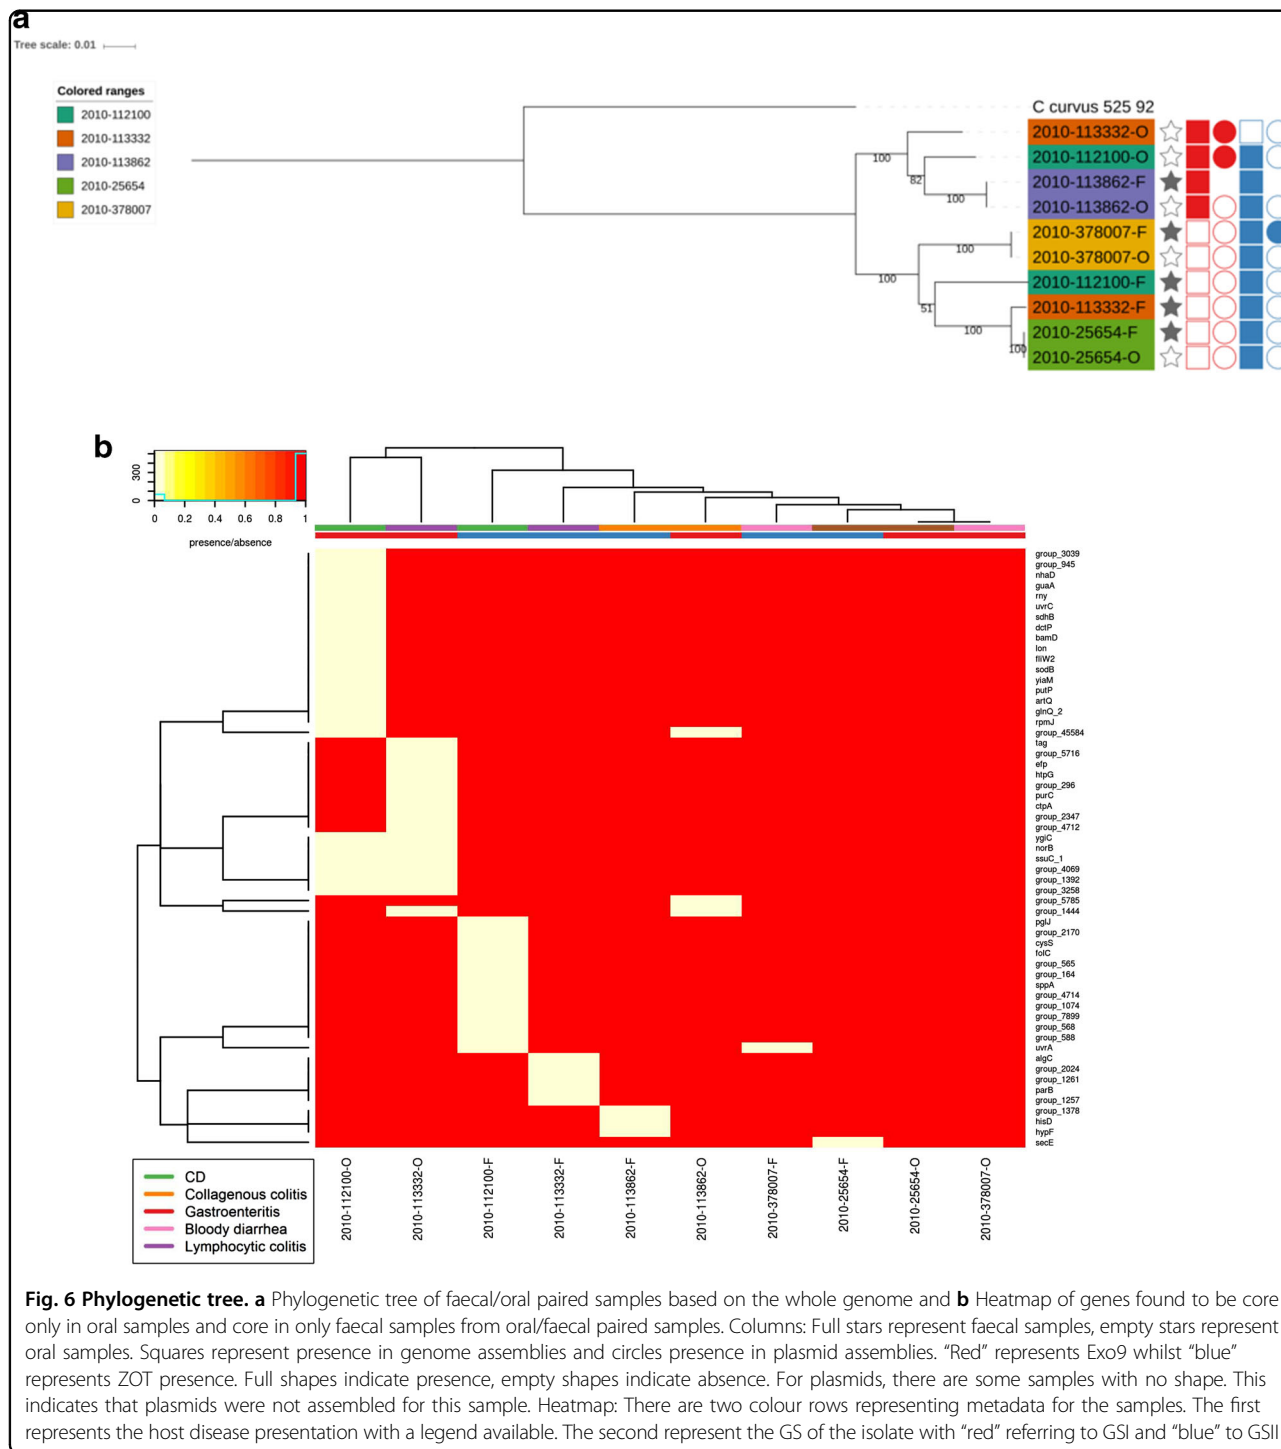 a
Tree scale: 0.01
Colored ranges
2010-112100
2010-113332
2010-113862
2010-25654
2010-378007
C curvus 525 92
2010-113332-O
2010-112100-O
2010-113862-F
2010-113862-O
2010-378007-F
2010-378007-O
2010-112100-F
2010-113332-F
2010-25654-F
2010-25654-O
100
82
100
100
100
51
100
100
b
300
0
0 0.2 0.4 0.6 0.8 1
presence/absence
group_3039
group_945
nhaD
guaA
rny
uvrC
sdhB
dctP
bamD
lon
fliW2
sodB
yiaM
putP
artQ
glnQ_2
rpmJ
group_45584
tag
group_5716
efp
htpG
group_296
purC
ctpA
group_2347
group_4712
ygiC
norB
ssuC_1
group_4069
group_1392
group_3258
group_5785
group_1444
pglJ
group_2170
cysS
folC
group_565
group_164
sppA
group_4714
group_1074
group_7899
group_568
group_588
uvrA
algC
group_2024
group_1261
parB
group_1257
group_1378
hisD
hypF
secE
CD
Collagenous colitis
Gastroenteritis
Bloody diarrhea
Lymphocytic colitis
2010-112100-O
2010-113332-O
2010-112100-F
2010-113332-F
2010-113862-F
2010-113862-O
2010-378007-F
2010-25654-F
2010-25654-O
2010-378007-O
Fig. 6 Phylogenetic tree. a Phylogenetic tree of faecal/oral paired samples based on the whole genome and b Heatmap of genes found to be core
only in oral samples and core in only faecal samples from oral/faecal paired samples. Columns: Full stars represent faecal samples, empty stars represent
oral samples. Squares represent presence in genome assemblies and circles presence in plasmid assemblies. “Red” represents Exo9 whilst “blue”
represents ZOT presence. Full shapes indicate presence, empty shapes indicate absence. For plasmids, there are some samples with no shape. This
indicates that plasmids were not assembled for this sample. Heatmap: There are two colour rows representing metadata for the samples. The first
represents the host disease presentation with a legend available. The second represent the GS of the isolate with “red” referring to GSI and “blue” to GSII